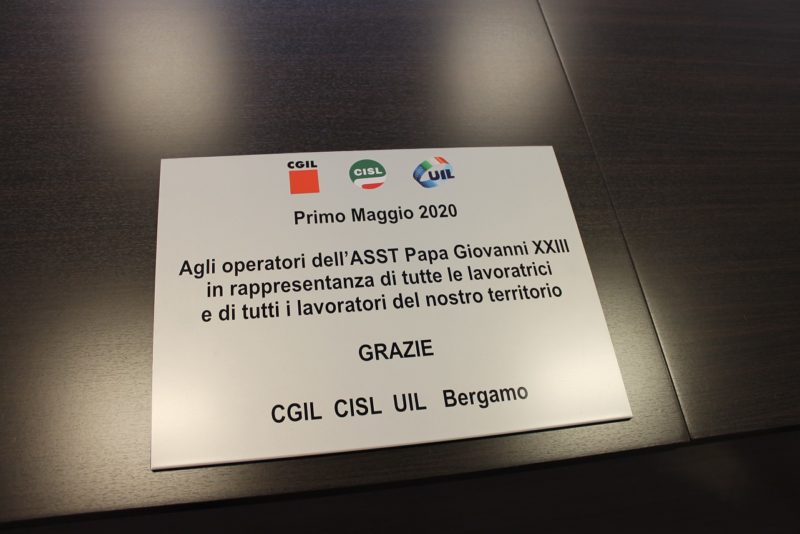 CGIL CISL UIL
Primo Maggio 2020
Agli operatori dell'ASST Papa Giovanni XXIII
in rappresentanza di tutte le lavoratrici
e di tutti i lavoratori del nostro territorio
GRAZIE
CGIL CISL UIL Bergamo